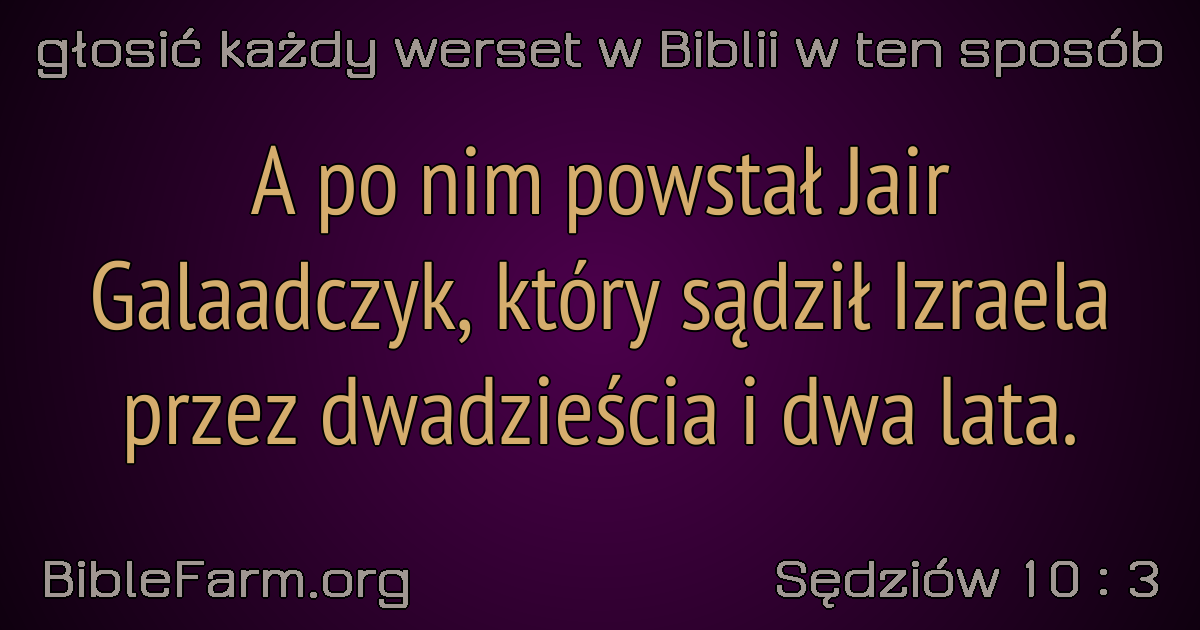 głosić każdy werset w Biblii w ten sposób
A po nim powstał Jair
Galaadczyk, który sądził Izraela
przez dwadzieścia i dwa lata.
BibleFarm.org
Sędziów 10 : 3